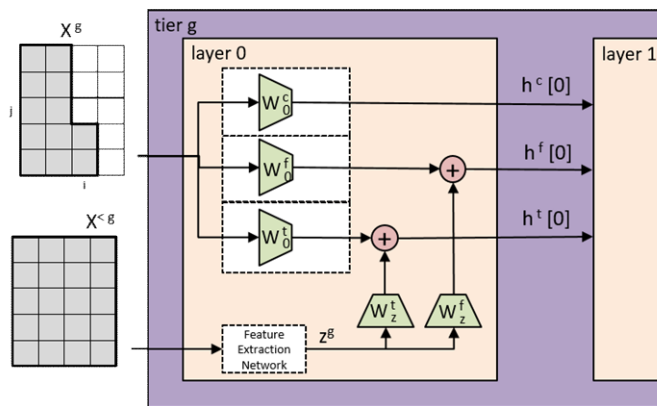 X^g
j
i
X^<g
tier g
layer 0
layer 1
W_0^c
h^c [0]
W_0^f
+
h^f [0]
W_0^t
+
h^t [0]
W_z^t
W_z^f
Feature
Extraction
Network
z^g